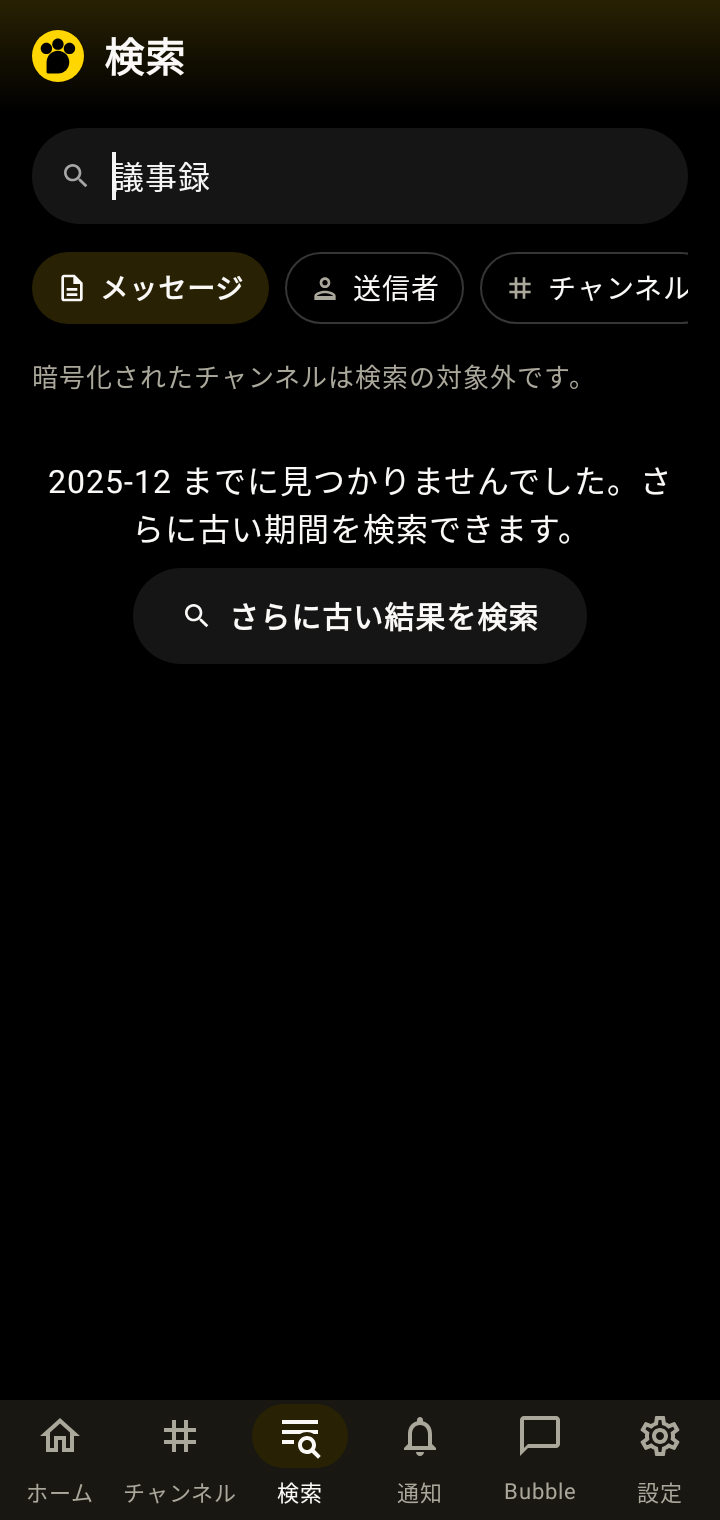 検索
議事録
メッセージ
送信者
チャンネル
暗号化されたチャンネルは検索の対象外です。
2025-12 までに見つかりませんでした。さ
らに古い期間を検索できます。
さらに古い結果を検索
ホーム
チャンネル
検索
通知
Bubble
設定